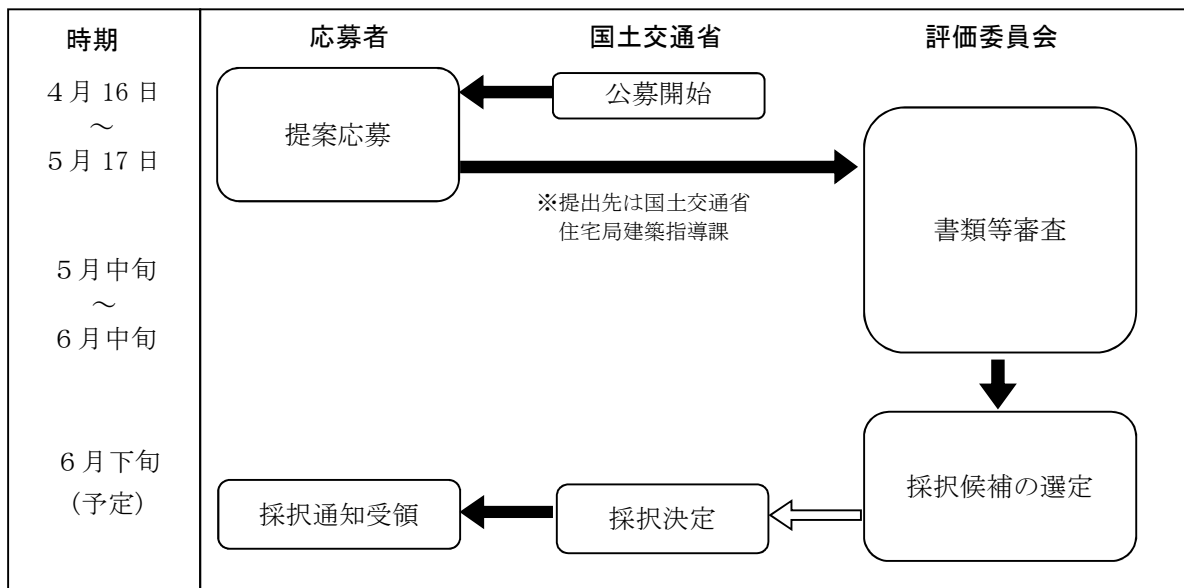 時期
応募者
国土交通省
評価委員会
４月 16 日
～
５月 17 日
公募開始
提案応募
※提出先は国土交通省
住宅局建築指導課
書類等審査
５月中旬
～
６月中旬
６月下旬
（予定）
採択通知受領
採択決定
採択候補の選定